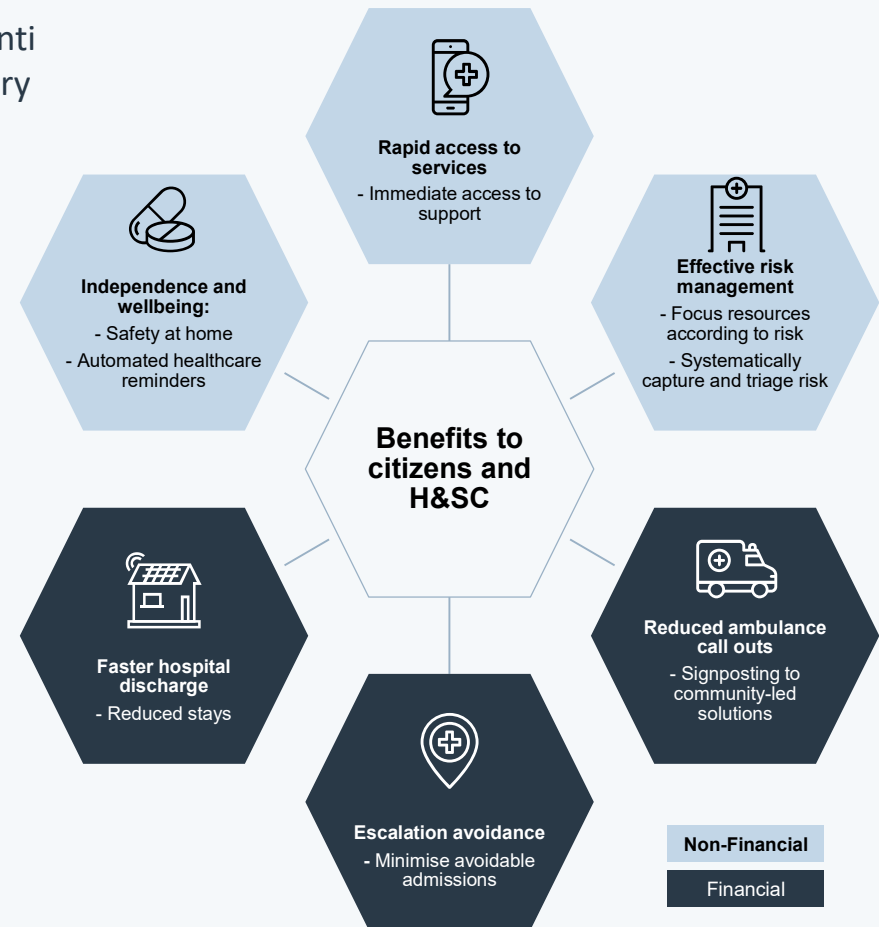 nti
ry
Rapid access to
services
- Immediate access to
support
Independence and
wellbeing:
- Safety at home
- Automated healthcare
reminders
Effective risk
management
- Focus resources
according to risk
- Systematically
capture and triage risk
Benefits to
citizens and
H&SC
Faster hospital
discharge
- Reduced stays
Reduced ambulance
call outs
- Signposting to
community-led
solutions
Escalation avoidance
- Minimise avoidable
admissions
Non-Financial
Financial